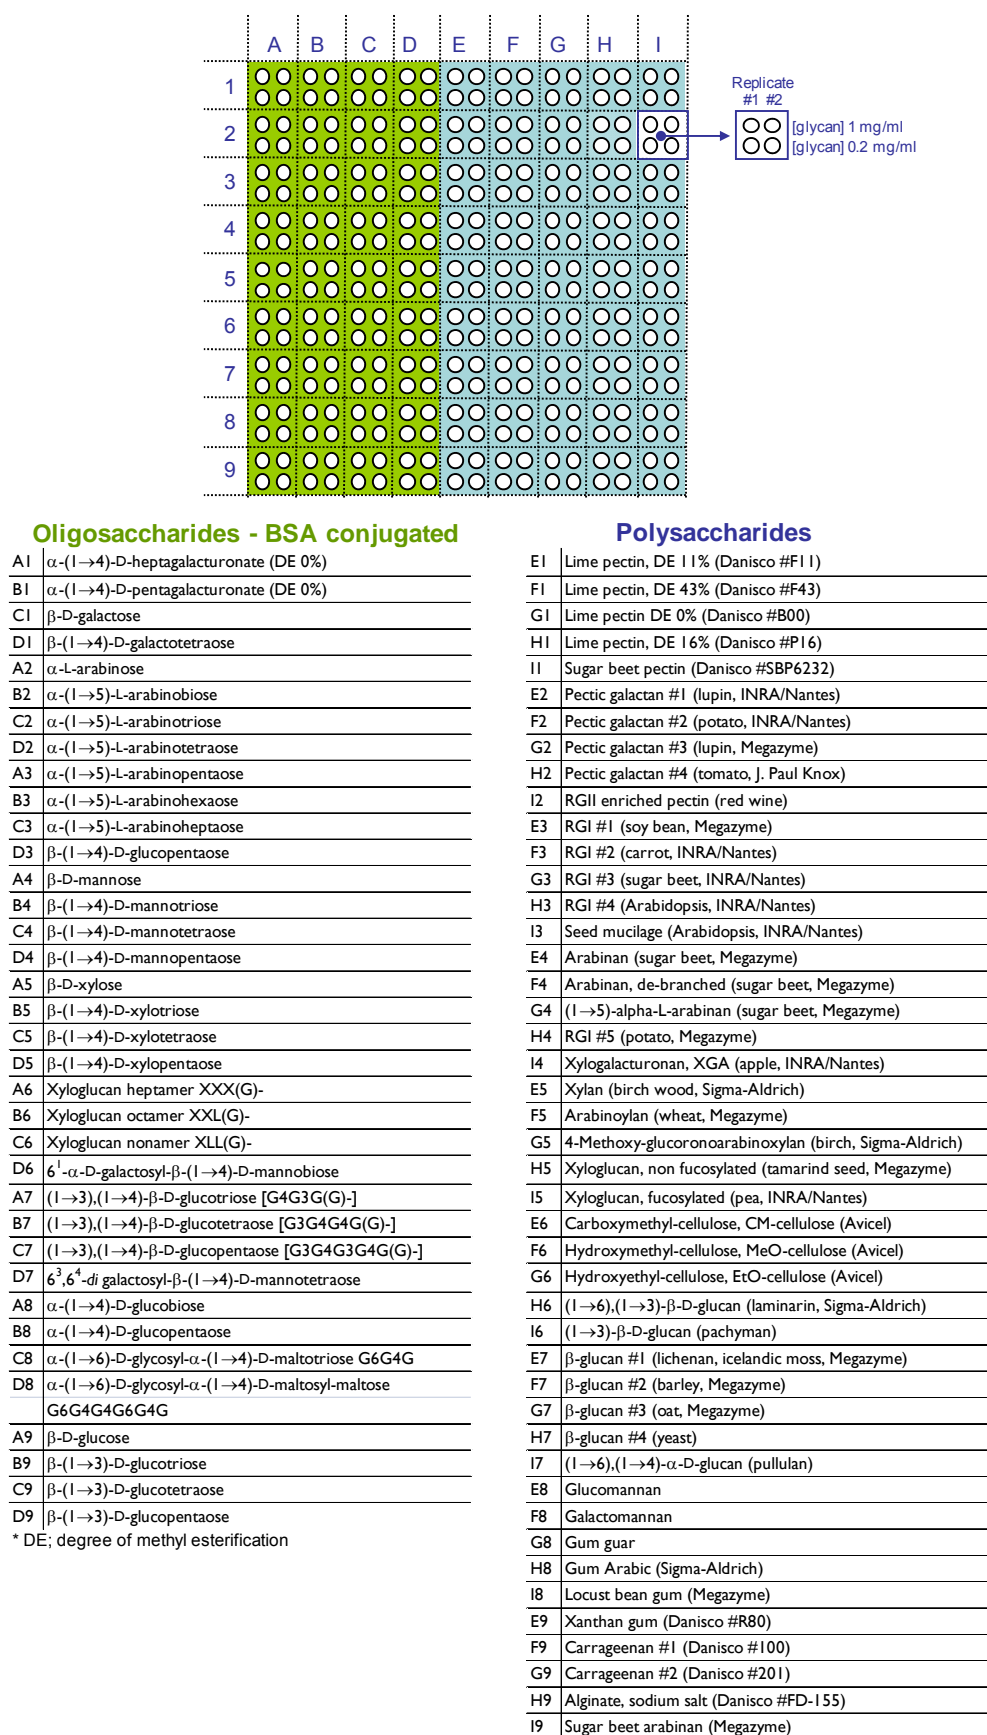 A B C D E F G H I
1
2
3
4
5
6
7
8
9
Replicate
#1 #2
[glycan] 1 mg/ml
[glycan] 0.2 mg/ml
Oligosaccharides - BSA conjugated
A1 α-(1→4)-D-heptagalacturonate (DE 0%)
B1 α-(1→4)-D-pentagalacturonate (DE 0%)
C1 β-D-galactose
D1 β-(1→4)-D-galactotetraose
A2 α-L-arabinose
B2 α-(1→5)-L-arabinobiose
C2 α-(1→5)-L-arabinotriose
D2 α-(1→5)-L-arabinotetraose
A3 α-(1→5)-L-arabinopentaose
B3 α-(1→5)-L-arabinohexaose
C3 α-(1→5)-L-arabinoheptaose
D3 β-(1→4)-D-glucopentaose
A4 β-D-mannose
B4 β-(1→4)-D-mannotriose
C4 β-(1→4)-D-mannotetraose
D4 β-(1→4)-D-mannopentaose
A5 β-D-xylose
B5 β-(1→4)-D-xylotriose
C5 β-(1→4)-D-xylotetraose
D5 β-(1→4)-D-xylopentaose
A6 Xyloglucan heptamer XXX(G)-
B6 Xyloglucan octamer XXL(G)-
C6 Xyloglucan nonamer XLL(G)-
D6 6¹-α-D-galactosyl-β-(1→4)-D-mannobiose
A7 (1→3),(1→4)-β-D-glucotriose [G4G3G(G)-]
B7 (1→3),(1→4)-β-D-glucotetraose [G3G4G4G(G)-]
C7 (1→3),(1→4)-β-D-glucopentaose [G3G4G3G4G(G)-]
D7 6³,6⁴-di galactosyl-β-(1→4)-D-mannotetraose
A8 α-(1→4)-D-glucobiose
B8 α-(1→4)-D-glucopentaose
C8 α-(1→6)-D-glycosyl-α-(1→4)-D-maltotriose G6G4G
D8 α-(1→6)-D-glycosyl-α-(1→4)-D-maltosyl-maltose
G6G4G4G6G4G
A9 β-D-glucose
B9 β-(1→3)-D-glucotriose
C9 β-(1→3)-D-glucotetraose
D9 β-(1→3)-D-glucopentaose
* DE; degree of methyl esterification
Polysaccharides
E1 Lime pectin, DE 11% (Danisco #F11)
F1 Lime pectin, DE 43% (Danisco #F43)
G1 Lime pectin DE 0% (Danisco #B00)
H1 Lime pectin, DE 16% (Danisco #P16)
I1 Sugar beet pectin (Danisco #SBP6232)
E2 Pectic galactan #1 (lupin, INRA/Nantes)
F2 Pectic galactan #2 (potato, INRA/Nantes)
G2 Pectic galactan #3 (lupin, Megazyme)
H2 Pectic galactan #4 (tomato, J. Paul Knox)
I2 RGII enriched pectin (red wine)
E3 RGI #1 (soy bean, Megazyme)
F3 RGI #2 (carrot, INRA/Nantes)
G3 RGI #3 (sugar beet, INRA/Nantes)
H3 RGI #4 (Arabidopsis, INRA/Nantes)
I3 Seed mucilage (Arabidopsis, INRA/Nantes)
E4 Arabinan (sugar beet, Megazyme)
F4 Arabinan, de-branched (sugar beet, Megazyme)
G4 (1→5)-alpha-L-arabinan (sugar beet, Megazyme)
H4 RGI #5 (potato, Megazyme)
I4 Xylogalacturonan, XGA (apple, INRA/Nantes)
E5 Xylan (birch wood, Sigma-Aldrich)
F5 Arabinoylan (wheat, Megazyme)
G5 4-Methoxy-glucoronoarabinoxylan (birch, Sigma-Aldrich)
H5 Xyloglucan, non fucosylated (tamarind seed, Megazyme)
I5 Xyloglucan, fucosylated (pea, INRA/Nantes)
E6 Carboxymethyl-cellulose, CM-cellulose (Avicel)
F6 Hydroxymethyl-cellulose, MeO-cellulose (Avicel)
G6 Hydroxyethyl-cellulose, EtO-cellulose (Avicel)
H6 (1→6),(1→3)-β-D-glucan (laminarin, Sigma-Aldrich)
I6 (1→3)-β-D-glucan (pachyman)
E7 β-glucan #1 (lichenan, icelandic moss, Megazyme)
F7 β-glucan #2 (barley, Megazyme)
G7 β-glucan #3 (oat, Megazyme)
H7 β-glucan #4 (yeast)
I7 (1→6),(1→4)-α-D-glucan (pullulan)
E8 Glucomannan
F8 Galactomannan
G8 Gum guar
H8 Gum Arabic (Sigma-Aldrich)
I8 Locust bean gum (Megazyme)
E9 Xanthan gum (Danisco #R80)
F9 Carrageenan #1 (Danisco #100)
G9 Carrageenan #2 (Danisco #201)
H9 Alginate, sodium salt (Danisco #FD-155)
I9 Sugar beet arabinan (Megazyme)